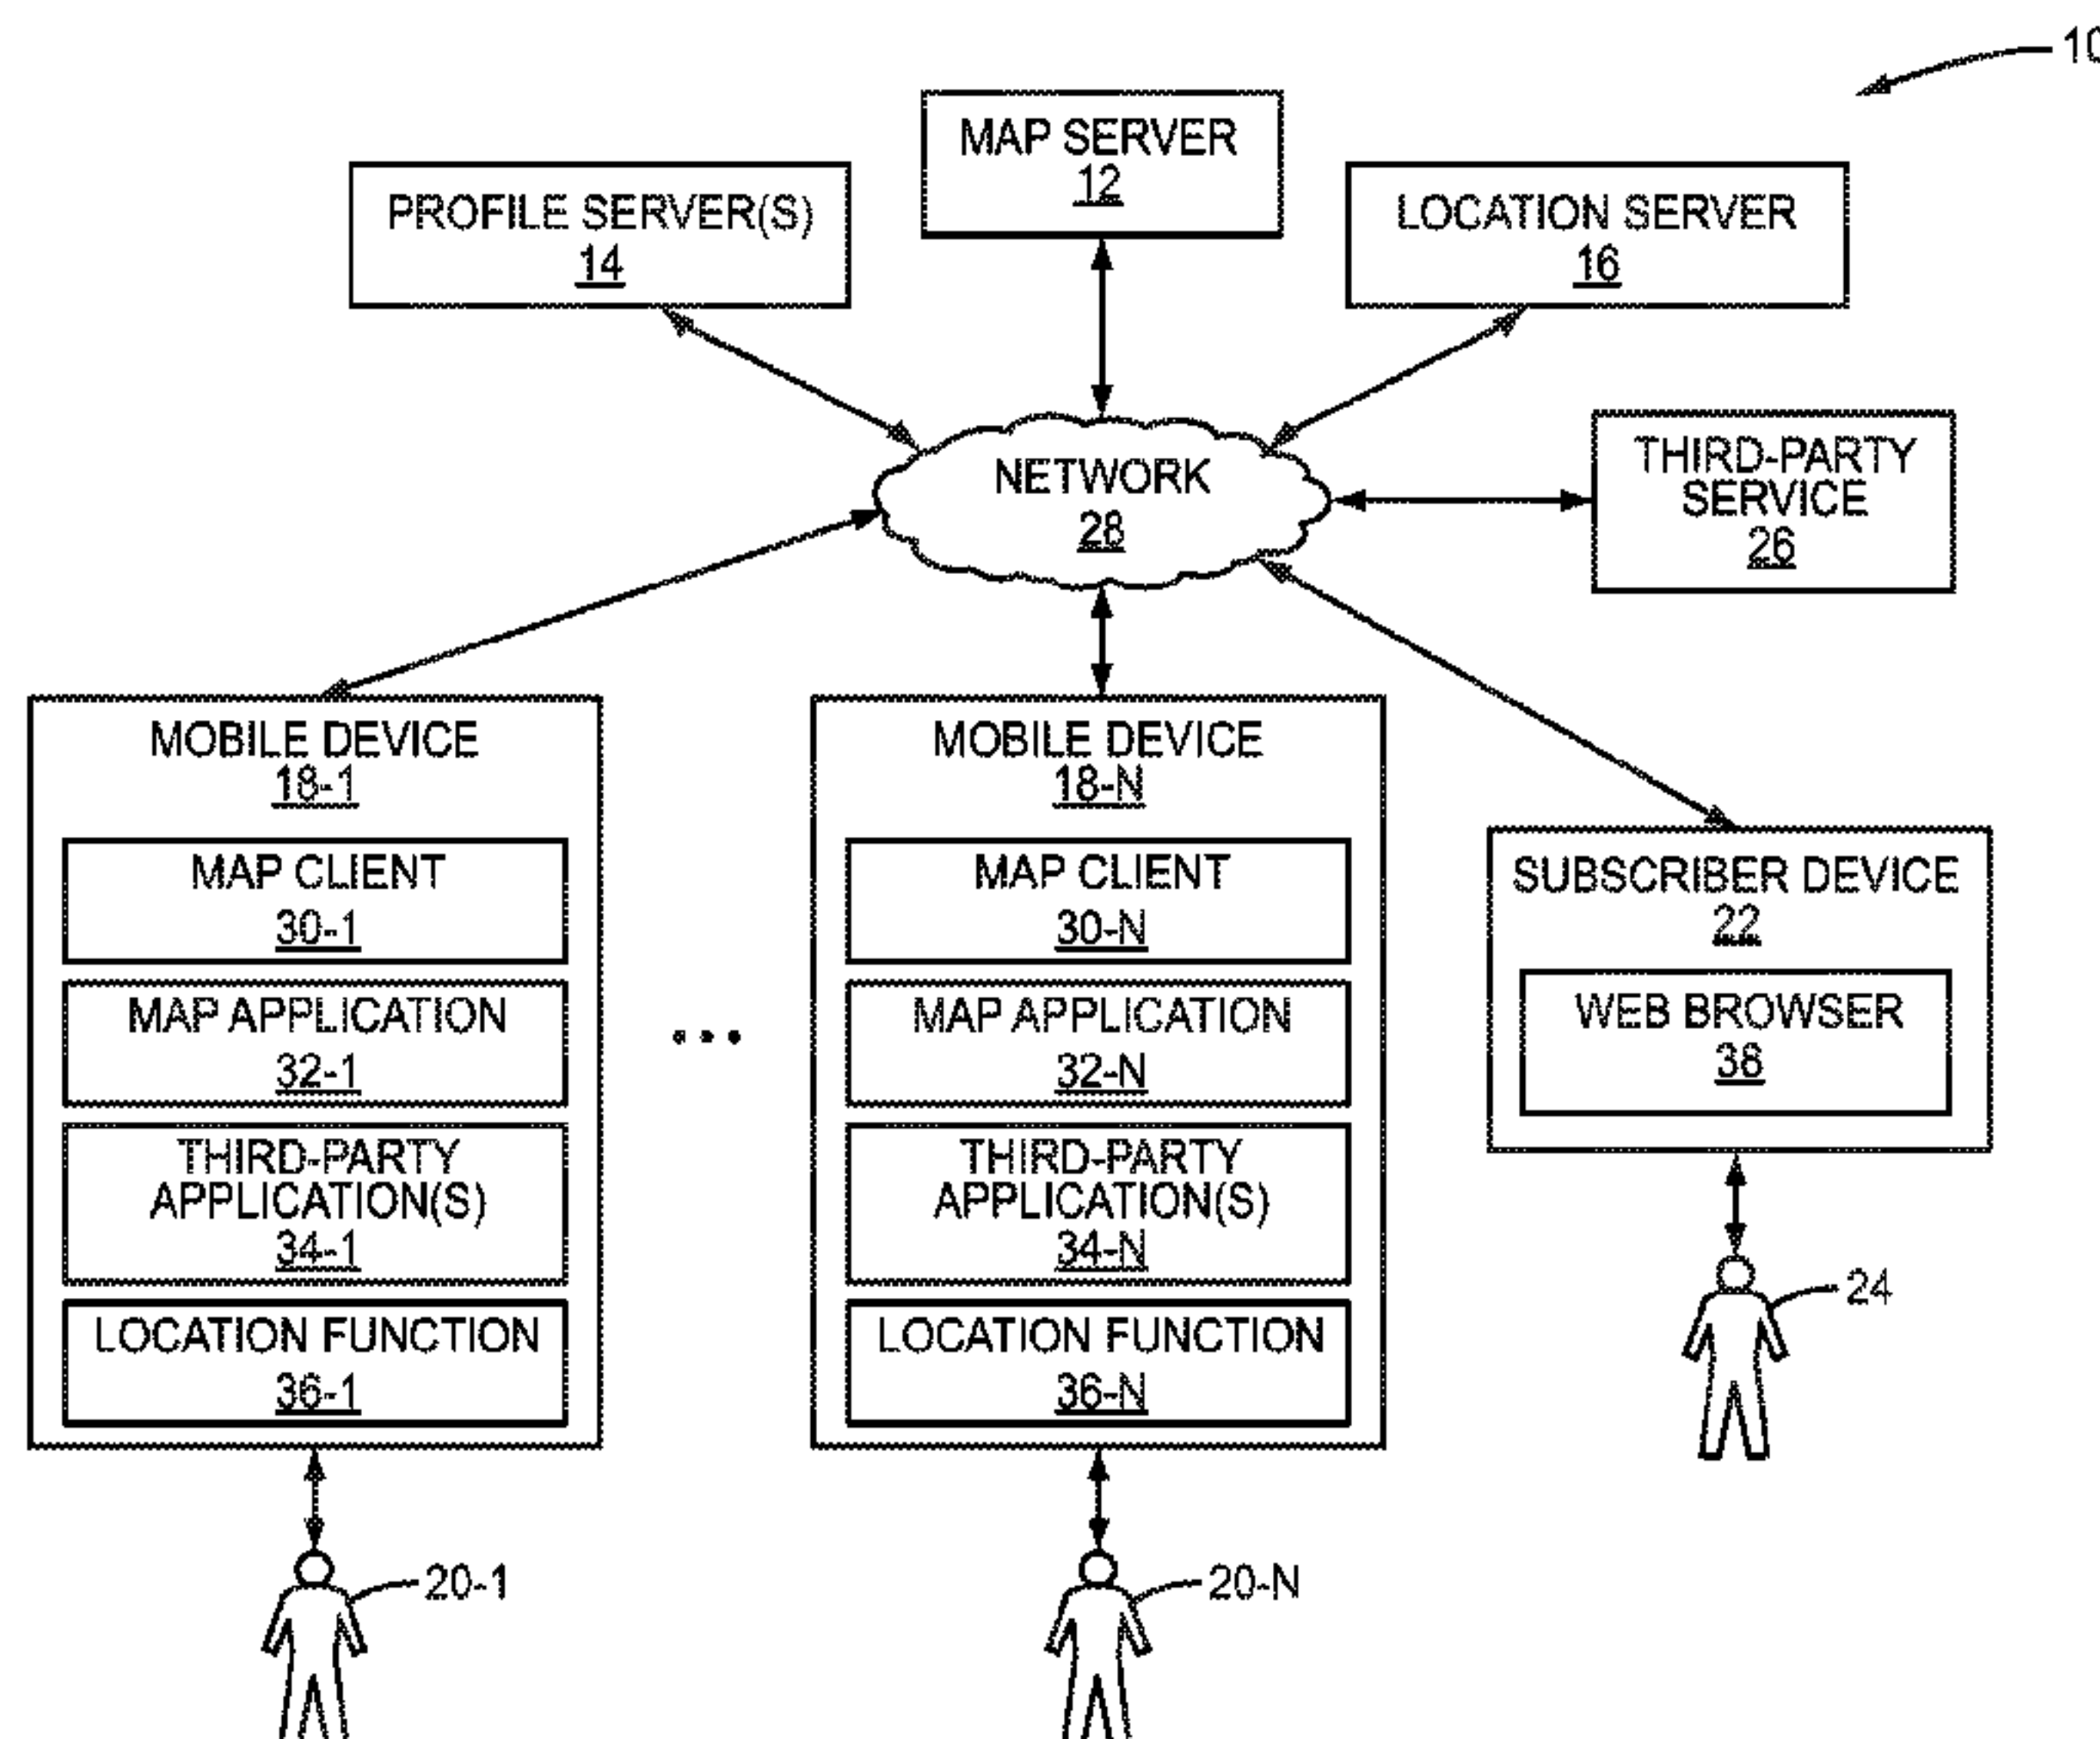 10
MAP SERVER
12
PROFILE SERVER(S)
14
LOCATION SERVER
16
NETWORK
28
THIRD-PARTY
SERVICE
26
MOBILE DEVICE
18-1
MAP CLIENT
30-1
MAP APPLICATION
32-1
THIRD-PARTY
APPLICATION(S)
34-1
LOCATION FUNCTION
36-1
20-1
MOBILE DEVICE
18-N
MAP CLIENT
30-N
MAP APPLICATION
32-N
THIRD-PARTY
APPLICATION(S)
34-N
LOCATION FUNCTION
36-N
20-N
SUBSCRIBER DEVICE
22
WEB BROWSER
38
24